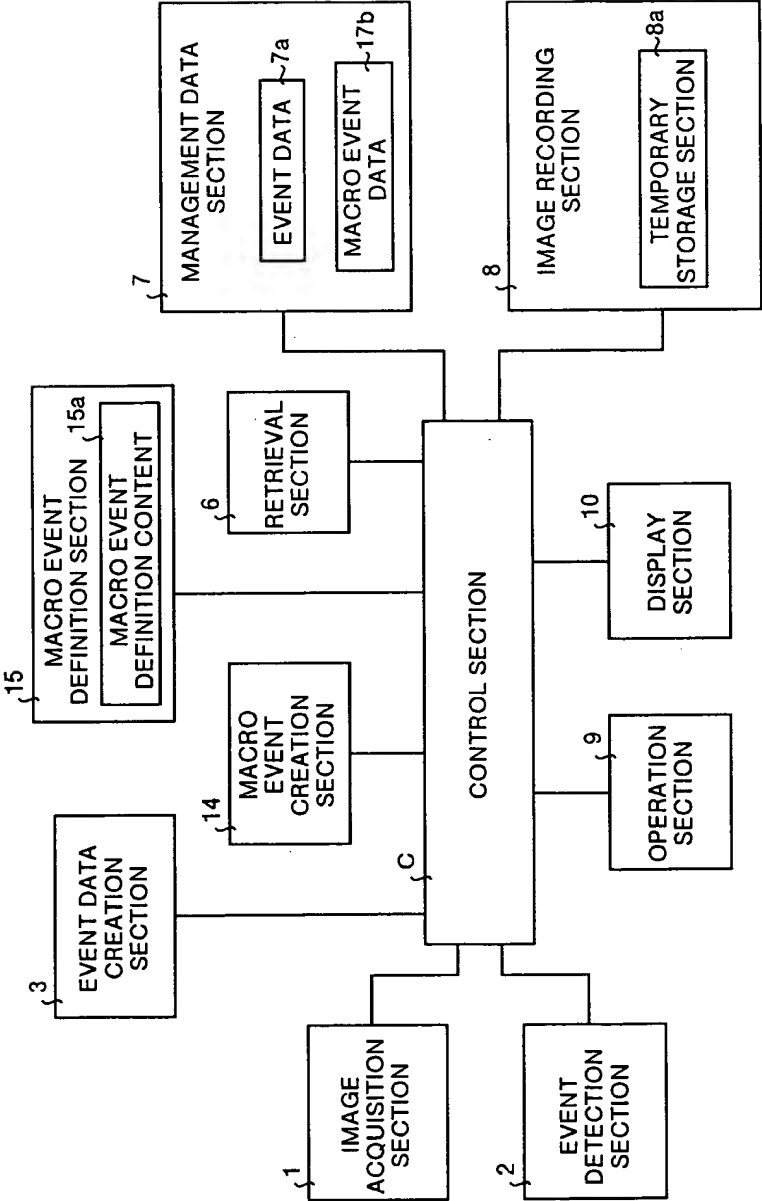 3
EVENT DATA
CREATION
SECTION
15
MACRO EVENT
DEFINITION SECTION
15a
MACRO EVENT
DEFINITION CONTENT
14
MACRO
EVENT
CREATION
SECTION
6
RETRIEVAL
SECTION
1
IMAGE
ACQUISITION
SECTION
2
EVENT
DETECTION
SECTION
C
CONTROL SECTION
7
MANAGEMENT DATA
SECTION
EVENT DATA
7a
MACRO EVENT
DATA
17b
8
IMAGE RECORDING
SECTION
TEMPORARY
STORAGE SECTION
8a
9
OPERATION
SECTION
10
DISPLAY
SECTION